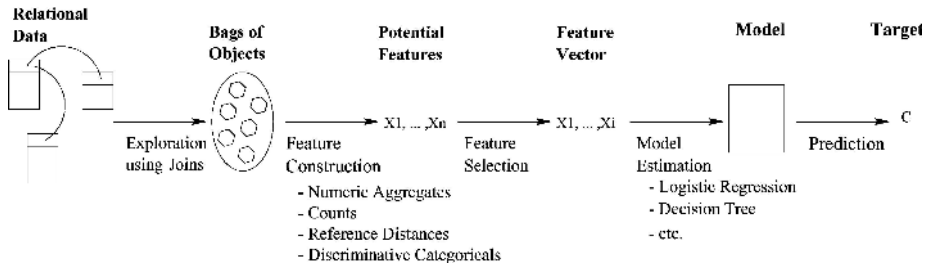 Relational
Data
Bags of
Objects
Potential
Features
Feature
Vector
Model
Target
Exploration
using Joins
Feature
Construction
- Numeric Aggregates
- Counts
- Reference Distances
- Discriminative Categoricals
X1, ... ,Xn
Feature
Selection
X1, ... ,Xi
Model
Estimation
- Logistic Regression
- Decision Tree
- etc.
Prediction
C